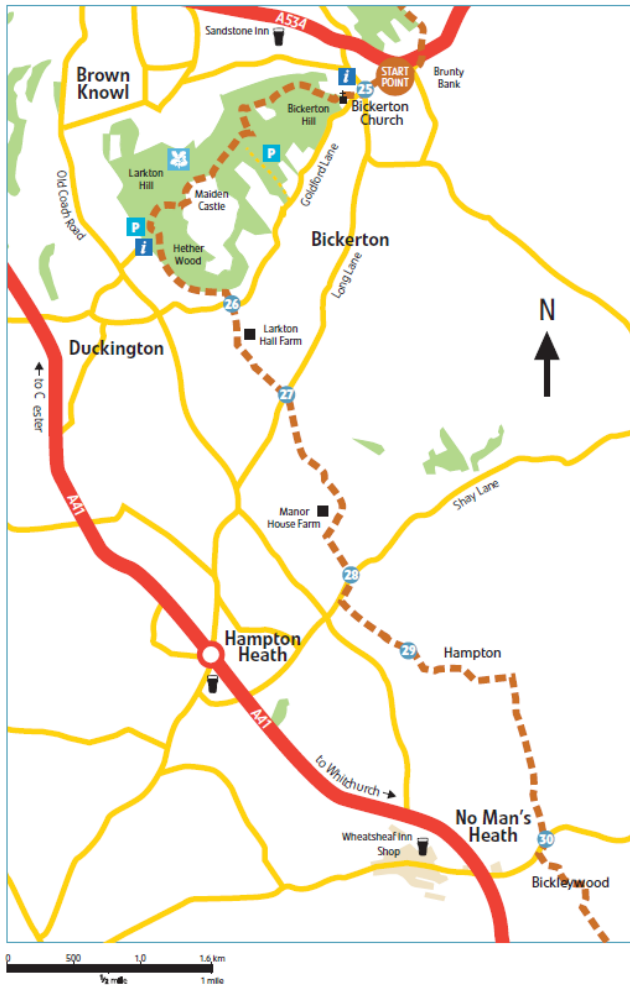 A534
Sandstone Inn
Brown
Knowl
i
START
POINT
Brunty
Bank
25
Bickerton
Church
Bickerton
Hill
P
Larkton
Hill
Maiden
Castle
Goldford Lane
Old Coach Road
P
i
Hether
Wood
Bickerton
Long Lane
26
N
Larkton
Hall Farm
Duckington
to C ester
27
A41
Shay Lane
Manor
House Farm
28
Hampton
Heath
29
Hampton
A41
to Whitchurch
No Man's
Heath
Wheatsheaf Inn
Shop
30
Bickleywood
0 500 1,0 1.6 km
1 mile